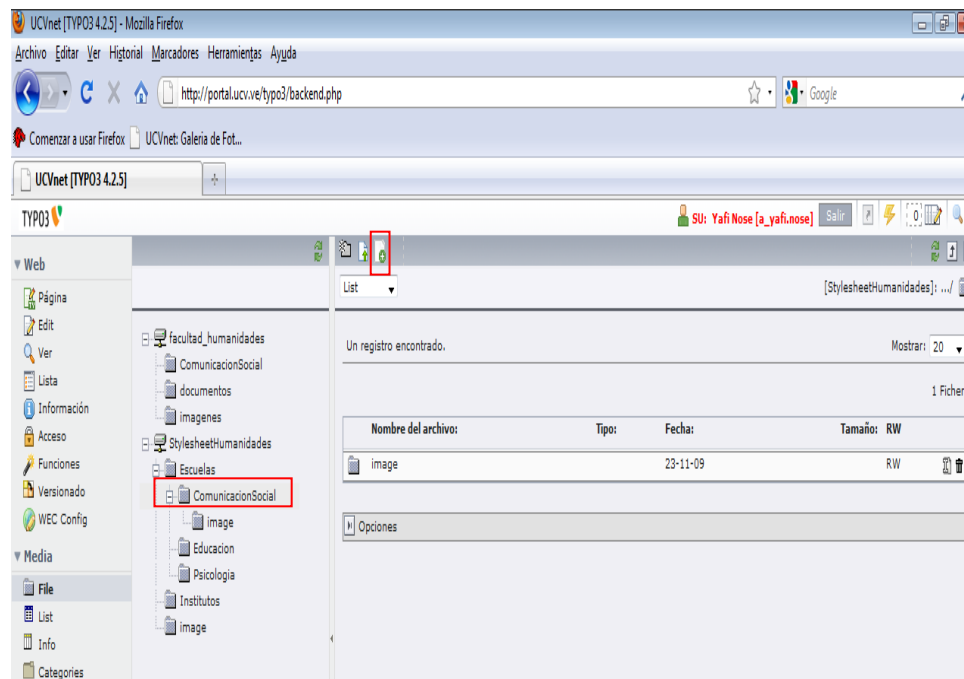 UCVnet [TYPO3 4.2.5] - Mozilla Firefox
Archivo Editar Ver Historial Marcadores Herramientas Ayuda
http://portal.ucv.ve/typo3/backend.php
Google
Comenzar a usar Firefox UCVnet: Galeria de Fot...
UCVnet [TYPO3 4.2.5]
TYPO3
SU: Yafi Nose [a_yafi.nose] Salir 0
Web
Página
Edit
Ver
Lista
Información
Acceso
Funciones
Versionado
WEC Config
Media
File
List
Info
Categories
facultad_humanidades
ComunicacionSocial
documentos
imagenes
StylesheetHumanidades
Escuelas
ComunicacionSocial
image
Educacion
Psicologia
Institutos
image
List
[StylesheetHumanidades]: .../
Un registro encontrado. Mostrar: 20
1 Ficher
Nombre del archivo: Tipo: Fecha: Tamaño: RW
image 23-11-09 RW
Opciones